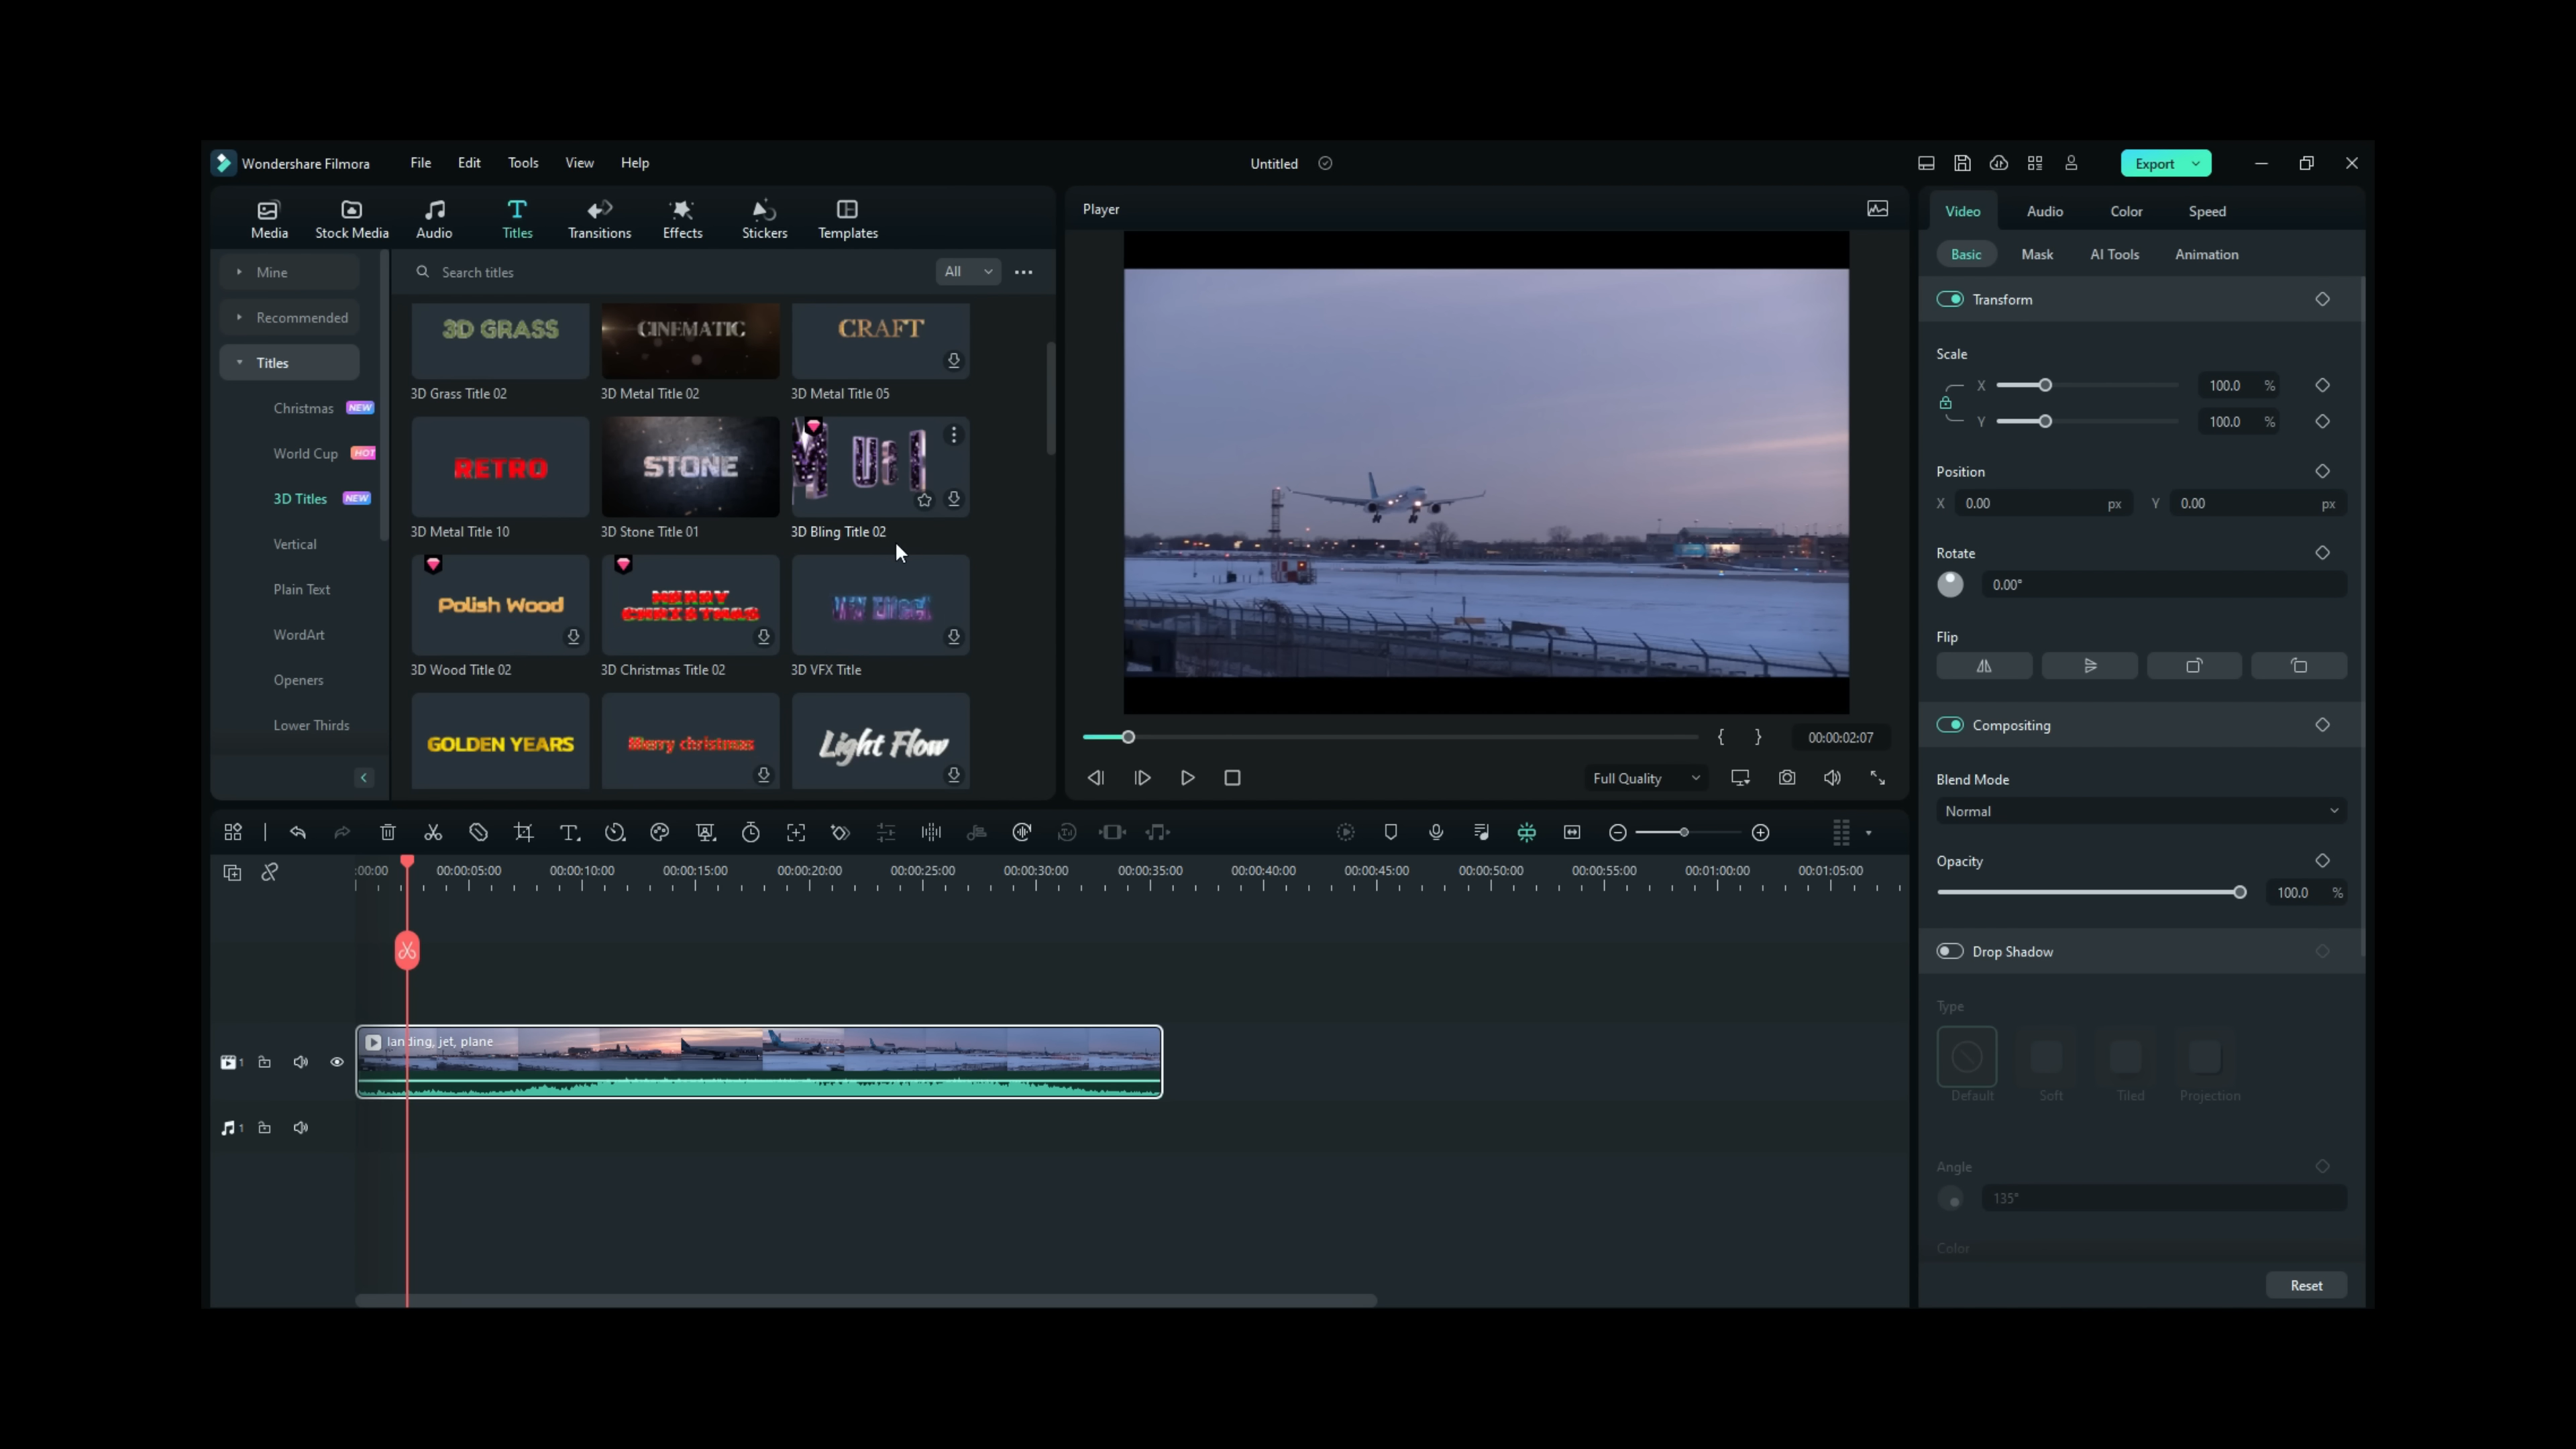 Wondershare Filmora File Edit Tools View Help Untitled Export
Media Stock Media Audio Titles Transitions Effects Stickers Templates
Mine
Recommended
Titles
Christmas NEW
World Cup HOT
3D Titles NEW
Vertical
Plain Text
WordArt
Openers
Lower Thirds
Search titles All
3D GRASS CINEMATIC CRAFT
3D Grass Title 02 3D Metal Title 02 3D Metal Title 05
RETRO STONE
3D Metal Title 10 3D Stone Title 01 3D Bling Title 02
Polish Wood MERRY CHRISTMAS
3D Wood Title 02 3D Christmas Title 02 3D VFX Title
GOLDEN YEARS Merry christmas Light Flow
Player
{ } 00:00:02:07
Full Quality
Video Audio Color Speed
Basic Mask AI Tools Animation
Transform
Scale
X 100.0 %
Y 100.0 %
Position
X 0.00 px Y 0.00 px
Rotate
0.00°
Flip
Compositing
Blend Mode
Normal
Opacity
100.0 %
Drop Shadow
Type
Default Soft Tiled Projection
Angle
135°
Color
Reset
:00:00 00:00:05:00 00:00:10:00 00:00:15:00 00:00:20:00 00:00:25:00 00:00:30:00 00:00:35:00 00:00:40:00 00:00:45:00 00:00:50:00 00:00:55:00 00:01:00:00 00:01:05:00
landing, jet, plane
1
1